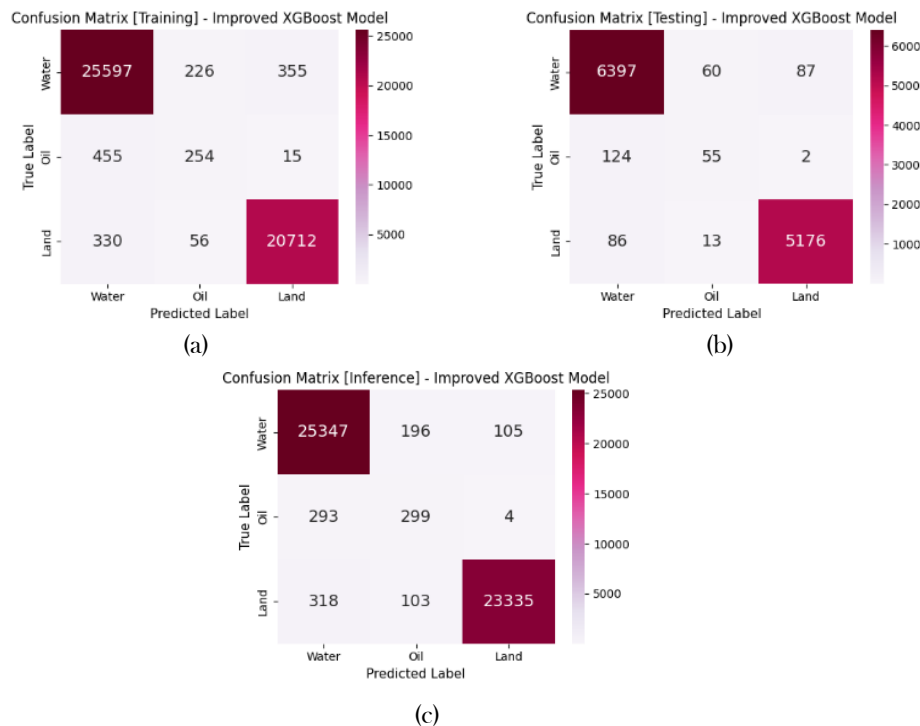 Confusion Matrix [Training] - Improved XGBoost Model
Water
Oil
Land
True Label
25597 226 355
455 254 15
330 56 20712
Water Oil Land
Predicted Label
25000
20000
15000
10000
5000
(a)
Confusion Matrix [Testing] - Improved XGBoost Model
Water
Oil
Land
True Label
6397 60 87
124 55 2
86 13 5176
Water Oil Land
Predicted Label
6000
5000
4000
3000
2000
1000
(b)
Confusion Matrix [Inference] - Improved XGBoost Model
Water
Oil
Land
True Label
25347 196 105
293 299 4
318 103 23335
Water Oil Land
Predicted Label
25000
20000
15000
10000
5000
(c)